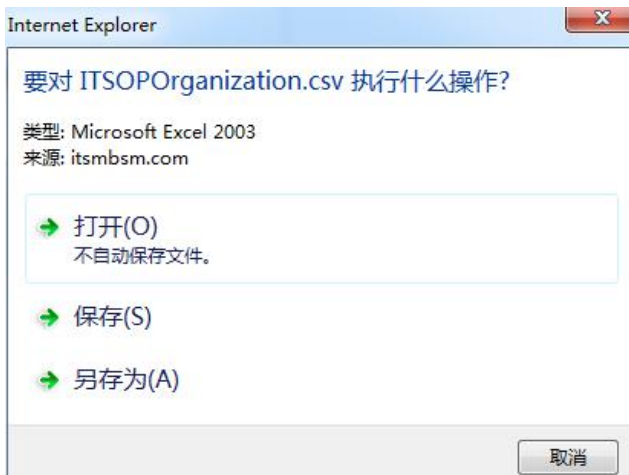 Internet Explorer
要对 ITSOPOrganization.csv 执行什么操作?
类型: Microsoft Excel 2003
来源: itsmbsm.com
打开(O)
不自动保存文件。
保存(S)
另存为(A)
取消